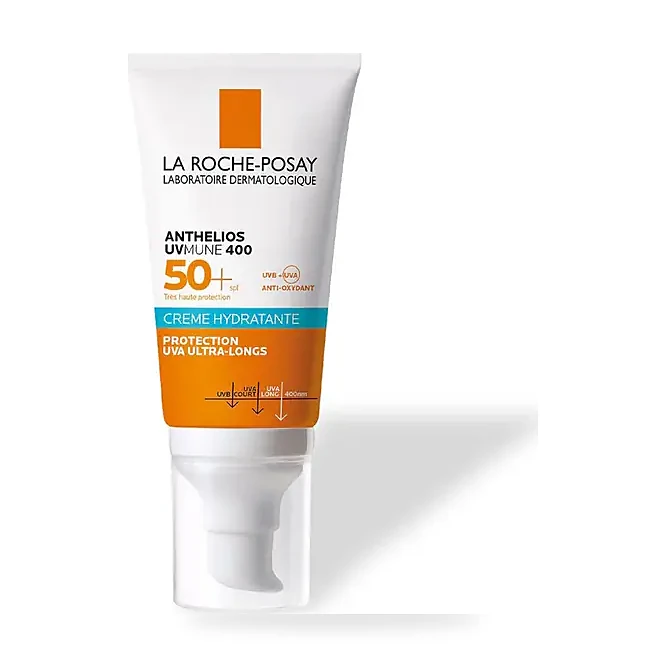 LA ROCHE-POSAY
LABORATOIRE DERMATOLOGIQUE
ANTHELIOS
UVMUNE 400
50+ spf
UVB + UVA
ANTI-OXYDANT
Très haute protection
CREME HYDRATANTE
PROTECTION
UVA ULTRA-LONGS
UVB UVA COURT UVA LONG 400nm